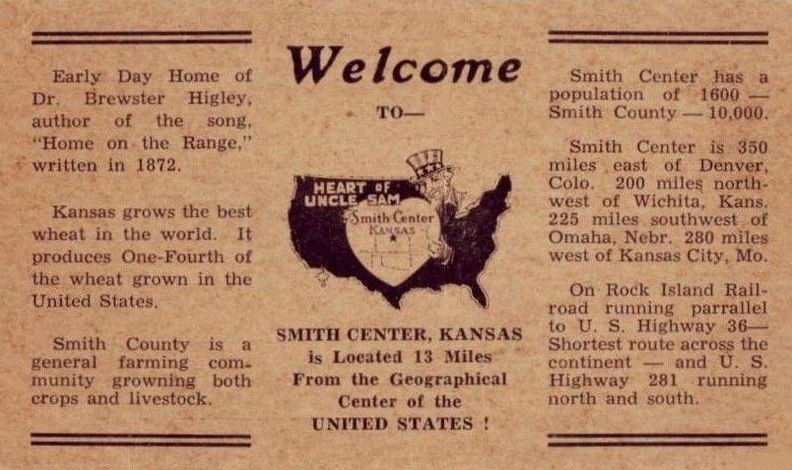 Early Day Home of
Dr. Brewster Higley,
author of the song,
"Home on the Range,"
written in 1872.
Kansas grows the best
wheat in the world. It
produces One-Fourth of
the wheat grown in the
United States.
Smith County is a
general farming com-
munity growning both
crops and livestock.
Welcome
TO—
HEART OF
UNCLE SAM
Smith Center
KANSAS
SMITH CENTER, KANSAS
is Located 13 Miles
From the Geographical
Center of the
UNITED STATES !
Smith Center has a
population of 1600 —
Smith County — 10,000.
Smith Center is 350
miles east of Denver,
Colo. 200 miles north-
west of Wichita, Kans.
225 miles southwest of
Omaha, Nebr. 280 miles
west of Kansas City, Mo.
On Rock Island Rail-
road running parrallel
to U. S. Highway 36—
Shortest route across the
continent — and U. S.
Highway 281 running
north and south.